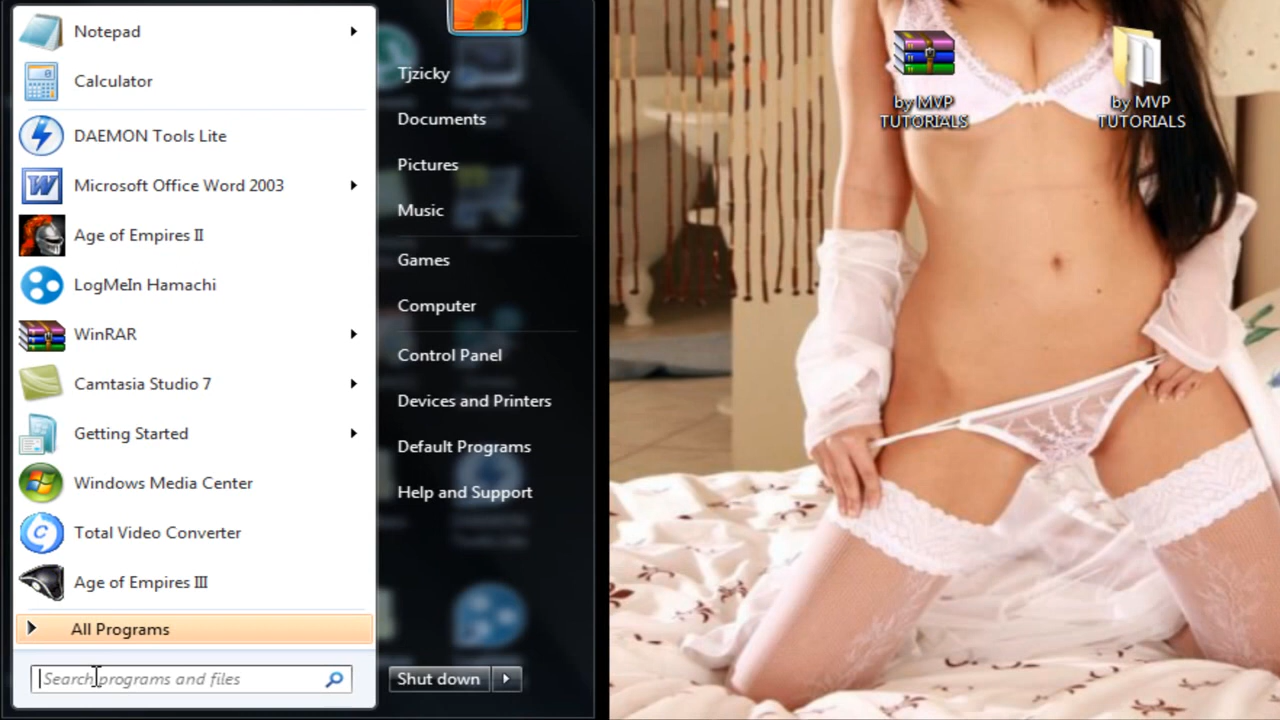 Notepad
Calculator
DAEMON Tools Lite
Microsoft Office Word 2003
Age of Empires II
LogMeIn Hamachi
WinRAR
Camtasia Studio 7
Getting Started
Windows Media Center
Total Video Converter
Age of Empires III
All Programs
Search programs and files
Tjzicky
Documents
Pictures
Music
Games
Computer
Control Panel
Devices and Printers
Default Programs
Help and Support
Shut down
by MVP
TUTORIALS
by MVP
TUTORIALS